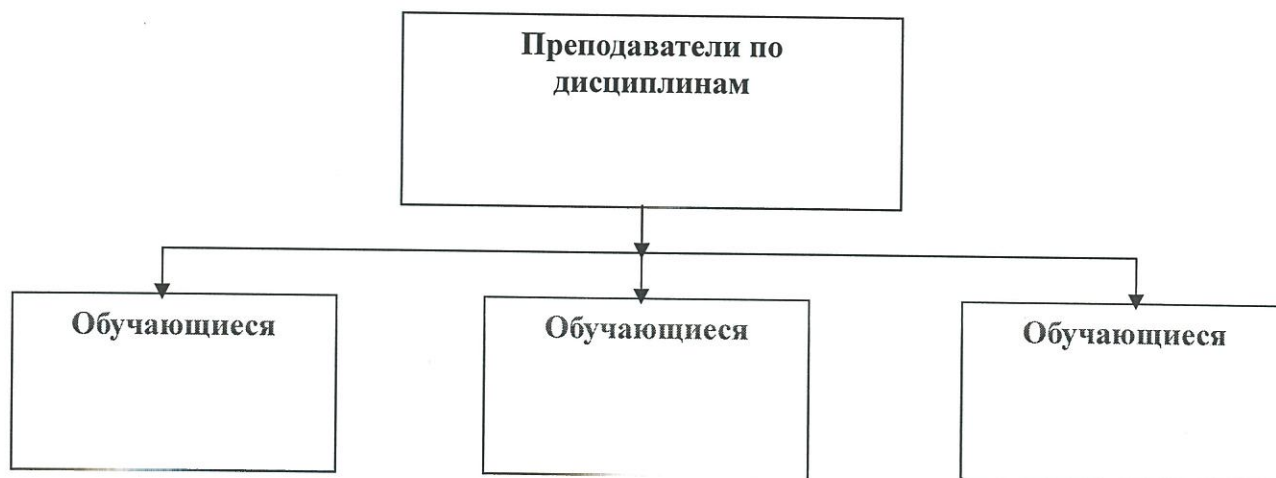 Преподаватели по
дисциплинам
Обучающиеся
Обучающиеся
Обучающиеся